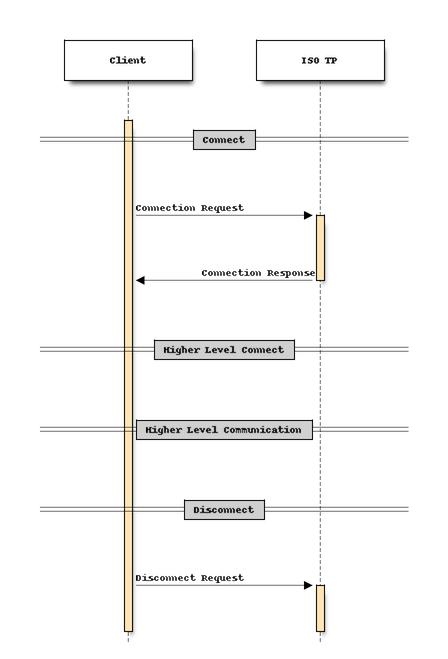 Client
ISO TP
Connect
Connection Request
Connection Response
Higher Level Connect
Higher Level Communication
Disconnect
Disconnect Request